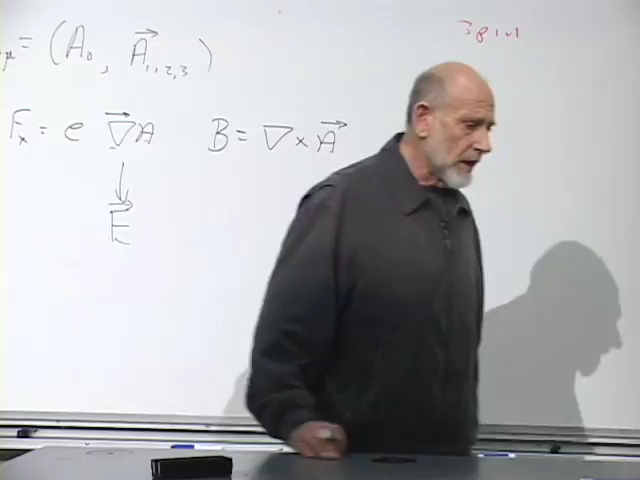 μ = (A₀, A⃗₁,₂,₃)
Fₓ = e ∇⃗A   B = ∇ × A⃗
↓
E⃗